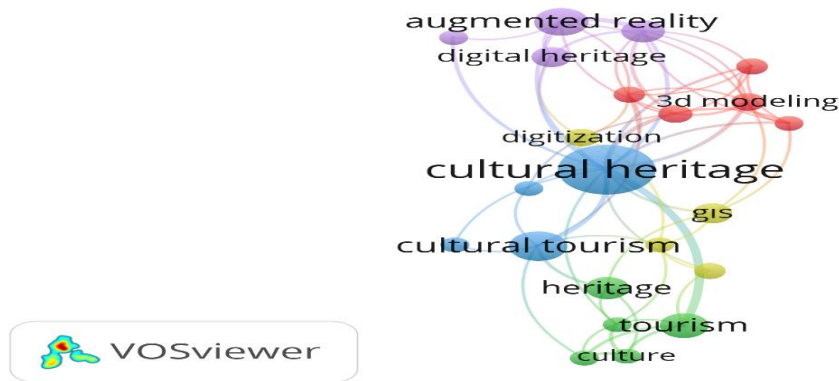 augmented reality
digital heritage
3d modeling
digitization
cultural heritage
gis
cultural tourism
heritage
tourism
culture
VOSviewer